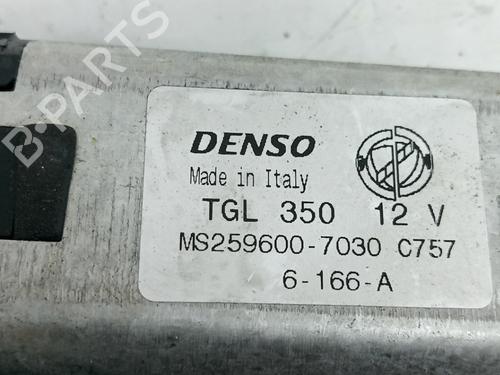 DENSO
Made in Italy
TGL 350 12 V
MS259600-7030 C757
6-166-A
B-PARTS